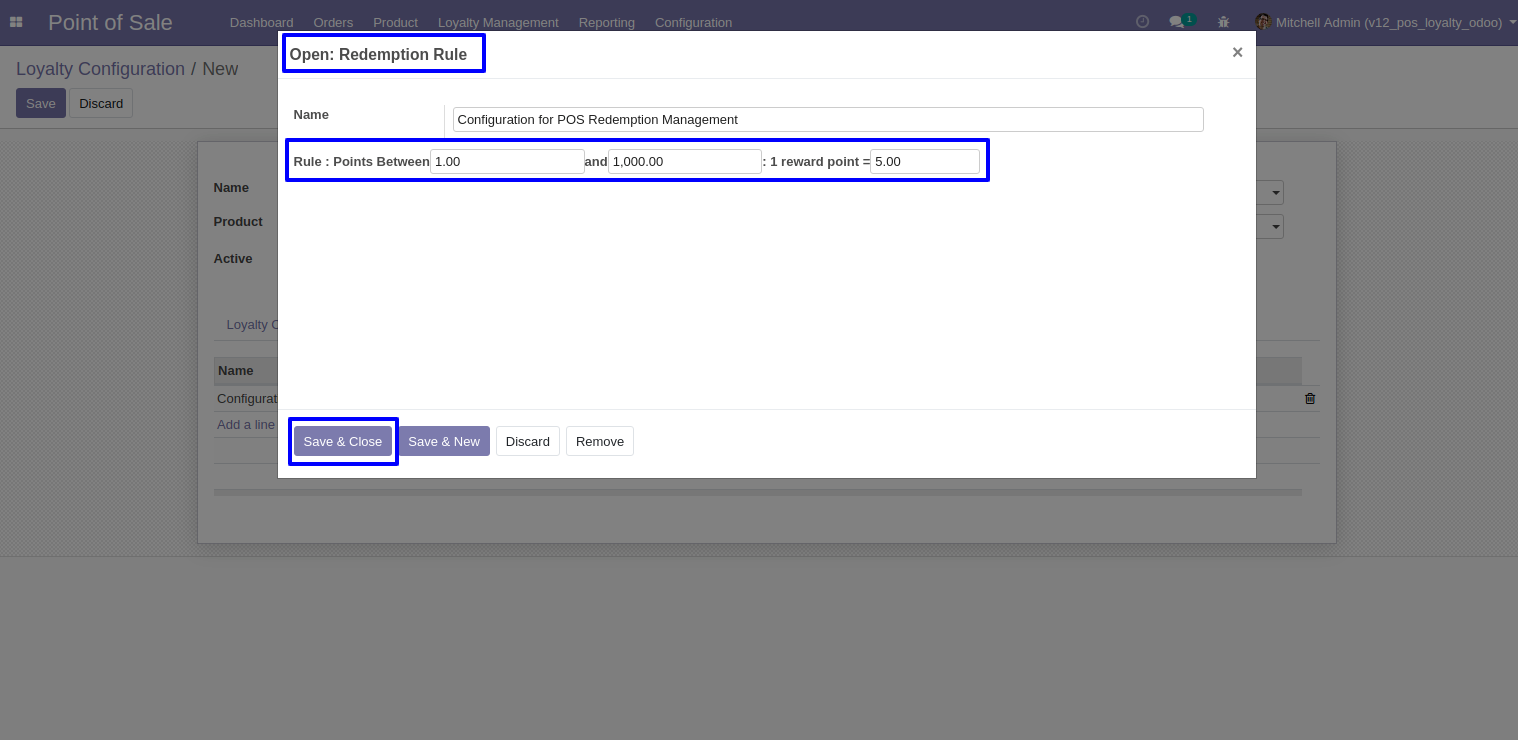 Point of Sale Dashboard Orders Product Loyalty Management Reporting Configuration 1 Mitchell Admin (v12_pos_loyalty_odoo)
Loyalty Configuration / New
Save Discard
Open: Redemption Rule ×
Name Configuration for POS Redemption Management
Rule : Points Between 1.00 and 1,000.00 : 1 reward point = 5.00
Name
Product
Active
Loyalty C
Name
Configurat
Add a line
Save & Close Save & New Discard Remove